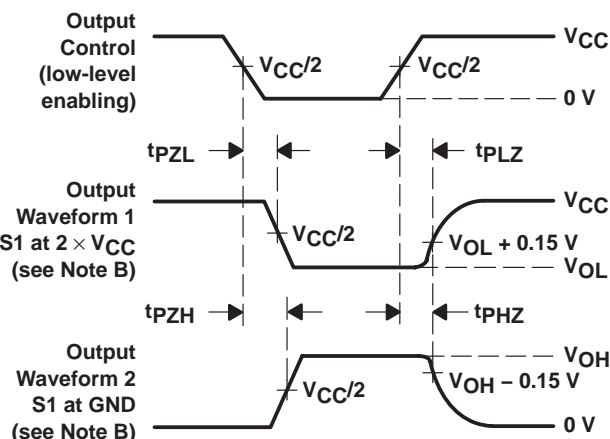 Output
Control
(low-level
enabling)
VCC/2
VCC/2
VCC
0 V
tPZL
tPLZ
Output
Waveform 1
S1 at 2 × VCC
(see Note B)
VCC/2
VCC
VOL + 0.15 V
VOL
tPZH
tPHZ
Output
Waveform 2
S1 at GND
(see Note B)
VCC/2
VOH
VOH – 0.15 V
0 V